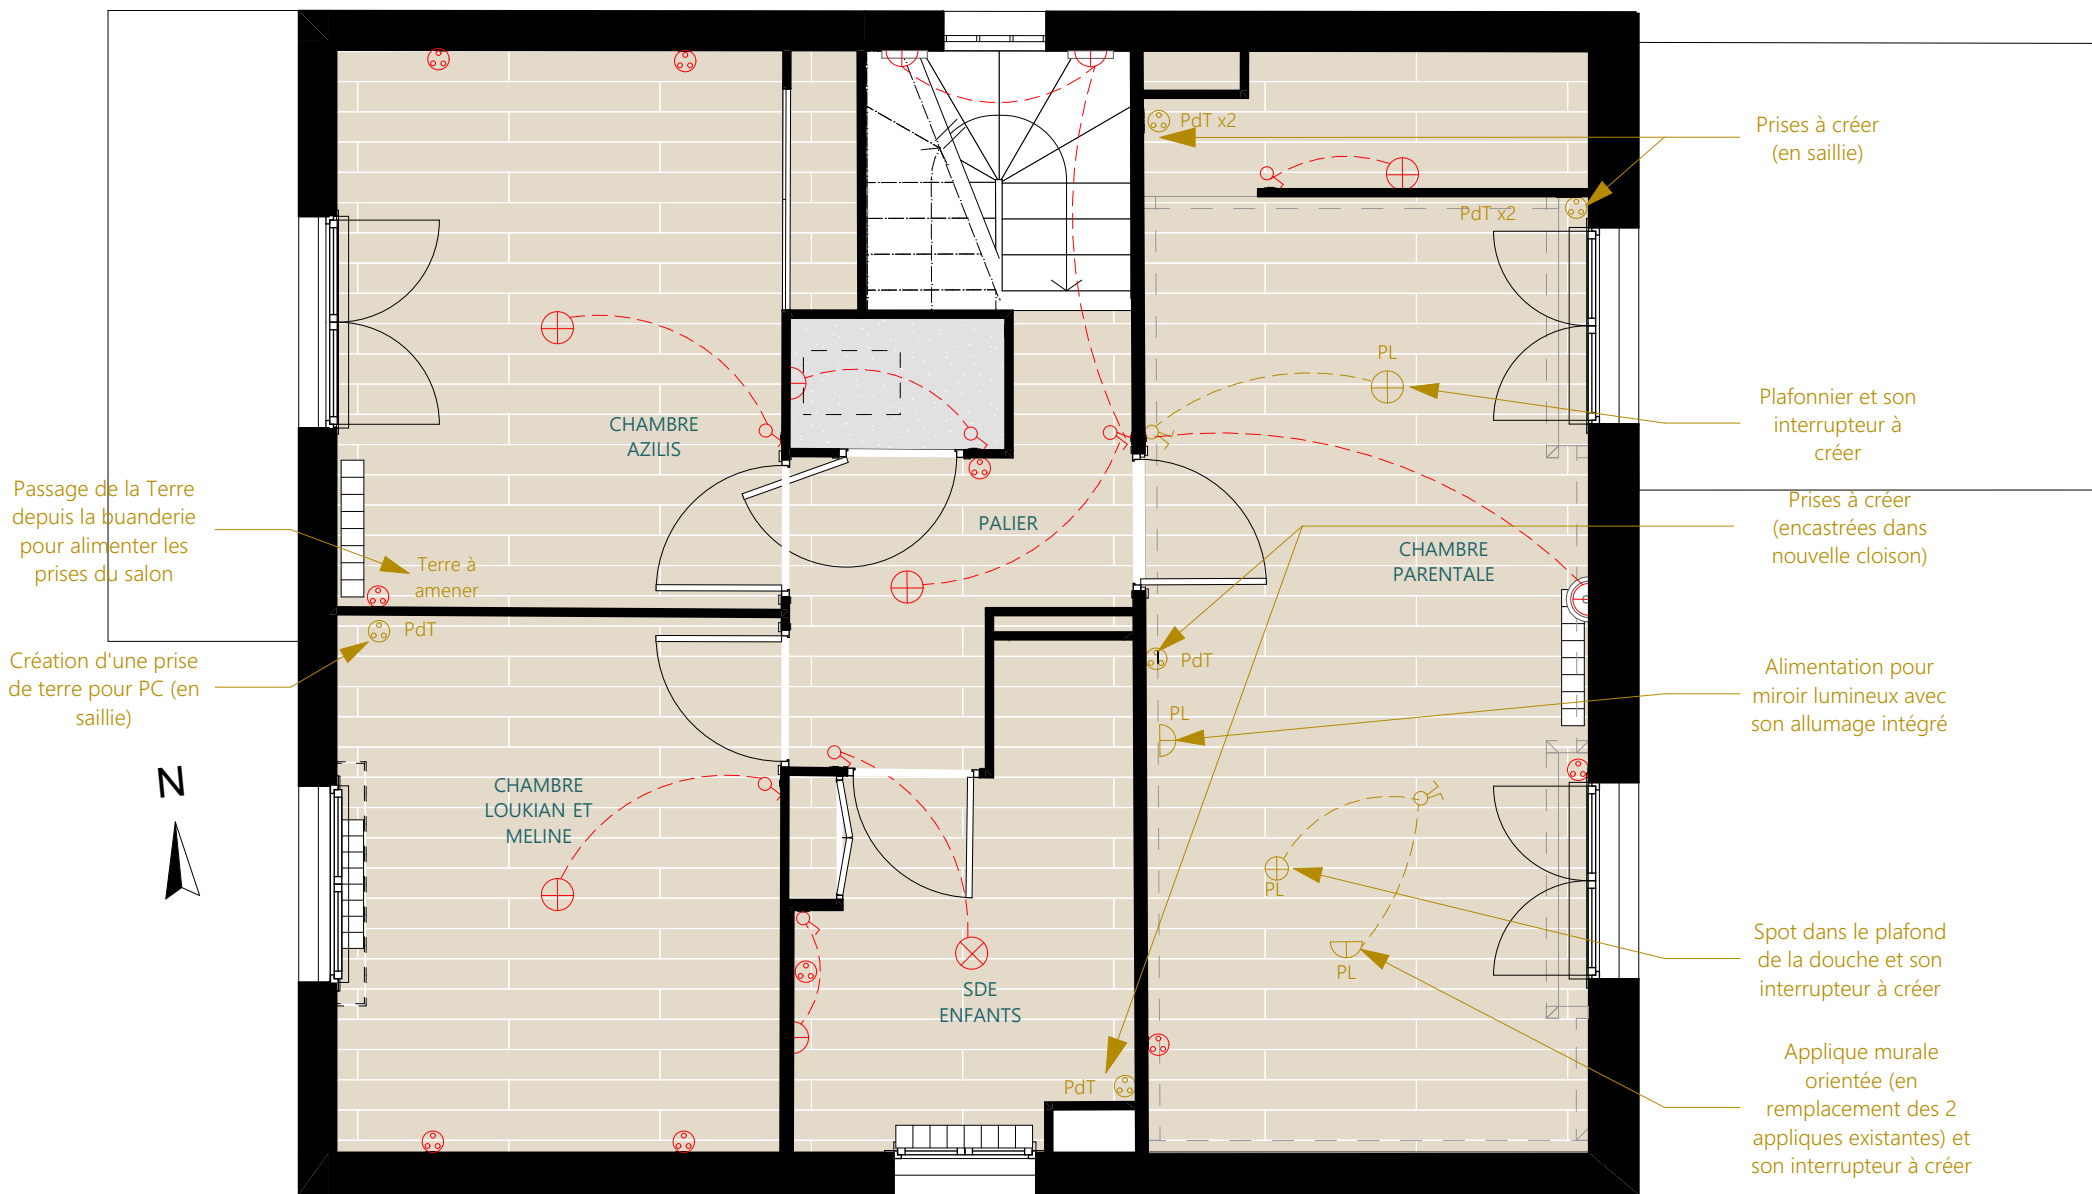 Prises à créer
(en saillie)
PdT x2
PdT x2
PL
Plafonnier et son
interrupteur à
créer
CHAMBRE
AZILIS
Passage de la Terre
depuis la buanderie
pour alimenter les
prises du salon
Terre à
amener
PALIER
CHAMBRE
PARENTALE
Prises à créer
(encastrées dans
nouvelle cloison)
PdT
Création d'une prise
de terre pour PC (en
saillie)
PdT
PL
Alimentation pour
miroir lumineux avec
son allumage intégré
N
CHAMBRE
LOUKIAN ET
MELINE
PL
PL
Spot dans le plafond
de la douche et son
interrupteur à créer
SDE
ENFANTS
PdT
Applique murale
orientée (en
remplacement des 2
appliques existantes) et
son interrupteur à créer